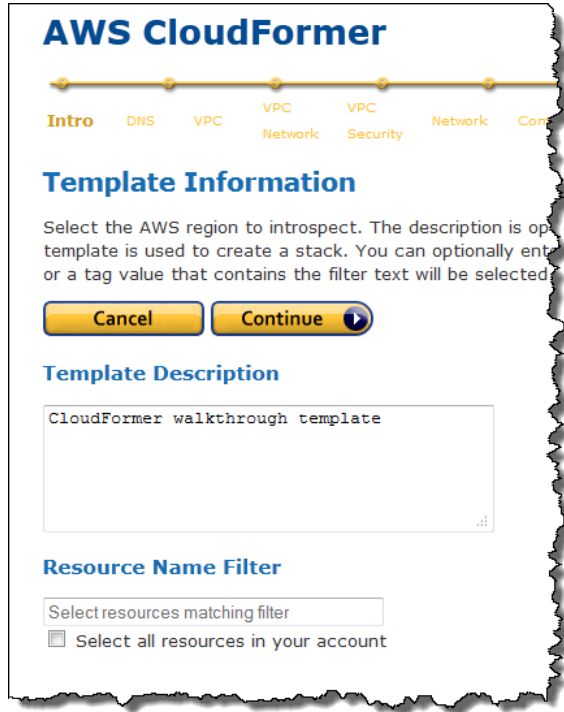 AWS CloudFormer
Intro DNS VPC VPC Network VPC Security Network
Template Information
Select the AWS region to introspect. The description is
template is used to create a stack. You can optionally
or a tag value that contains the filter text will be selected
Cancel Continue
Template Description
CloudFormer walkthrough template
Resource Name Filter
Select resources matching filter
Select all resources in your account